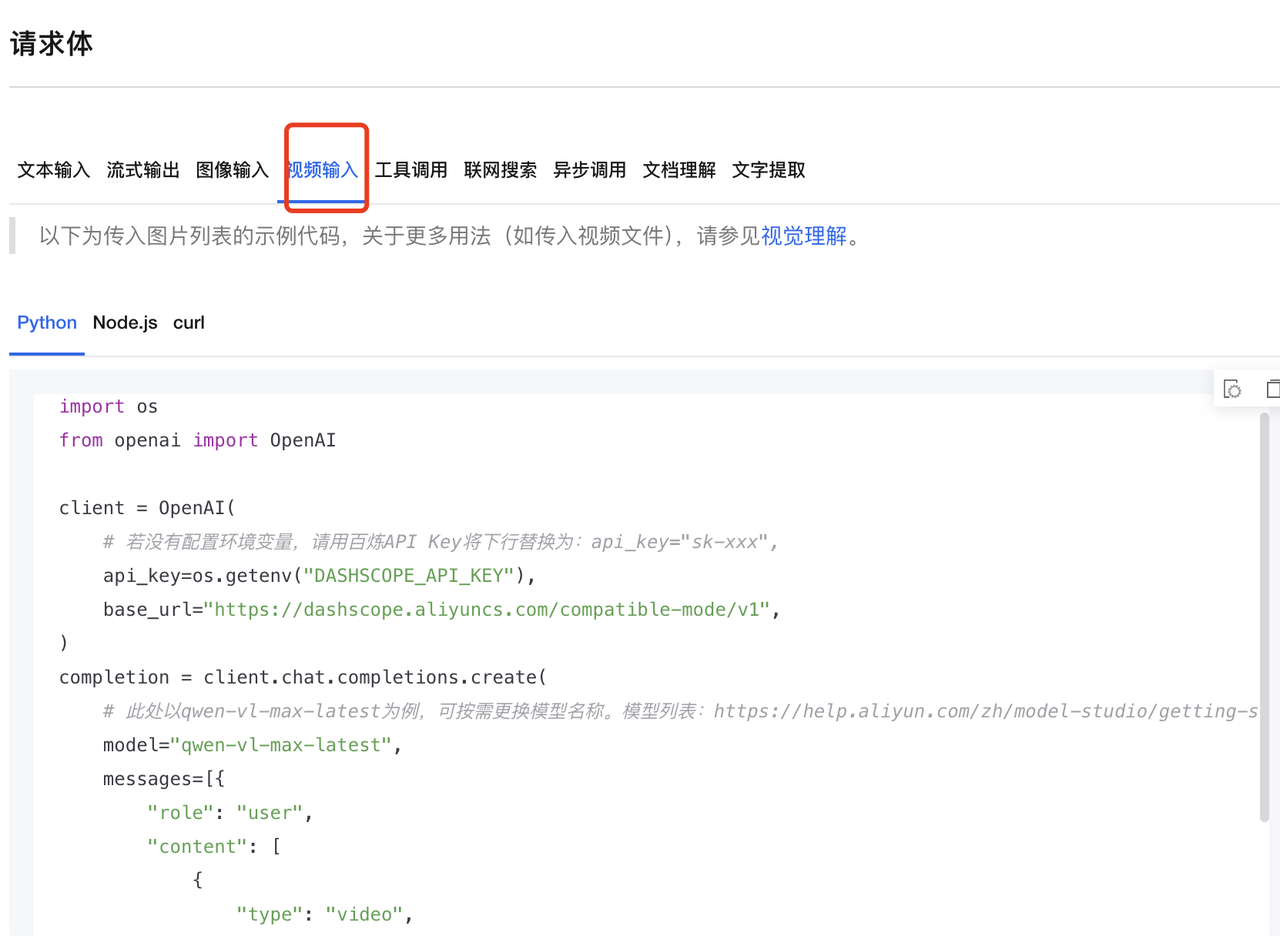 请求体
文本输入 流式输出 图像输入 视频输入 工具调用 联网搜索 异步调用 文档理解 文字提取
以下为传入图片列表的示例代码，关于更多用法（如传入视频文件），请参见视觉理解。
Python Node.js curl
import os
from openai import OpenAI
client = OpenAI(
    # 若没有配置环境变量，请用百炼API Key将下行替换为：api_key="sk-xxx",
    api_key=os.getenv("DASHSCOPE_API_KEY"),
    base_url="https://dashscope.aliyuncs.com/compatible-mode/v1",
)
completion = client.chat.completions.create(
    # 此处以qwen-vl-max-latest为例，可按需更换模型名称。模型列表：https://help.aliyun.com/zh/model-studio/getting-s
    model="qwen-vl-max-latest",
    messages=[{
        "role": "user",
        "content": [
            {
                "type": "video",